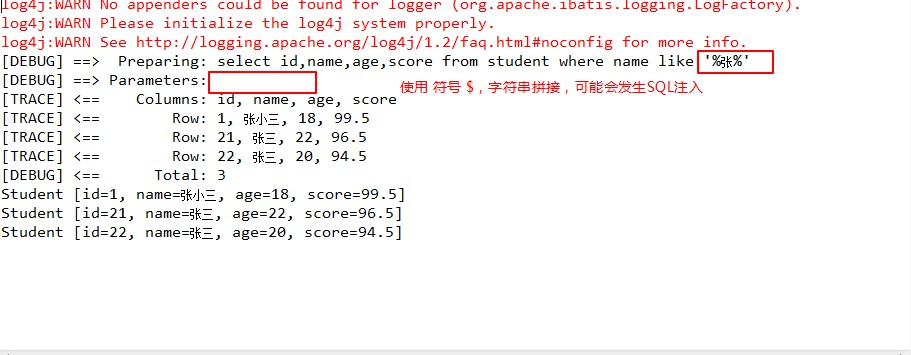 log4j:WARN No appenders could be found for logger (org.apache.ibatis.logging.LogFactory).
log4j:WARN Please initialize the log4j system properly.
log4j:WARN See http://logging.apache.org/log4j/1.2/faq.html#noconfig for more info.
[DEBUG] ==>  Preparing: select id,name,age,score from student where name like '%张%'
[DEBUG] ==> Parameters:
使用 符号 $，字符串拼接，可能会发生SQL注入
[TRACE] <==    Columns: id, name, age, score
[TRACE] <==        Row: 1, 张小三, 18, 99.5
[TRACE] <==        Row: 21, 张三, 22, 96.5
[TRACE] <==        Row: 22, 张三, 20, 94.5
[DEBUG] <==      Total: 3
Student [id=1, name=张小三, age=18, score=99.5]
Student [id=21, name=张三, age=22, score=96.5]
Student [id=22, name=张三, age=20, score=94.5]